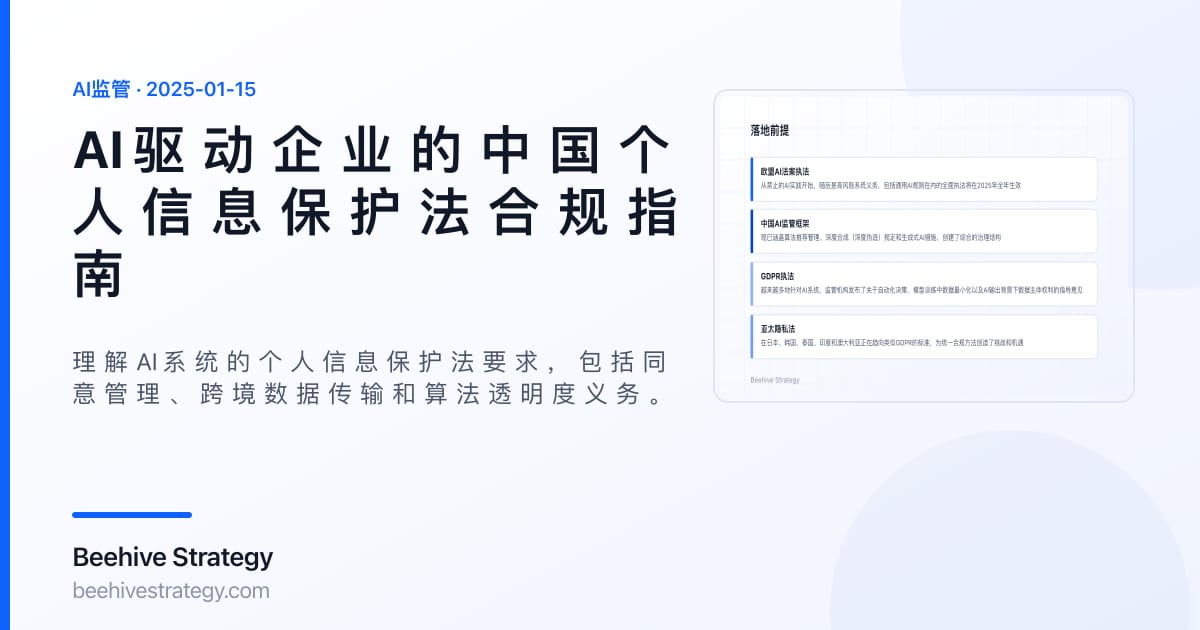 AI监管 · 2025-01-15
AI驱动企业的中国个
人信息保护法合规指
南
理解AI系统的个人信息保护法要求，包括同
意管理、跨境数据传输和算法透明度义务。
Beehive Strategy
beehivestrategy.com
落地前提
欧盟AI法案执法
从禁止的AI实践开始，随后是高风险系统义务，包括通用AI规则在内的全面执法将在2025年全年生效
中国AI监管框架
现已涵盖算法推荐管理、深度合成（深度伪造）规定和生成式AI措施，创建了综合的治理结构
GDPR执法
越来越多地针对AI系统，监管机构发布了关于自动化决策、模型训练中数据最小化以及AI输出背景下数据主体权利的指导意见
亚太隐私法
在日本、韩国、泰国、印度和澳大利亚正在趋向类似GDPR的标准，为统一合规方法创造了挑战和机遇
Beehive Strategy